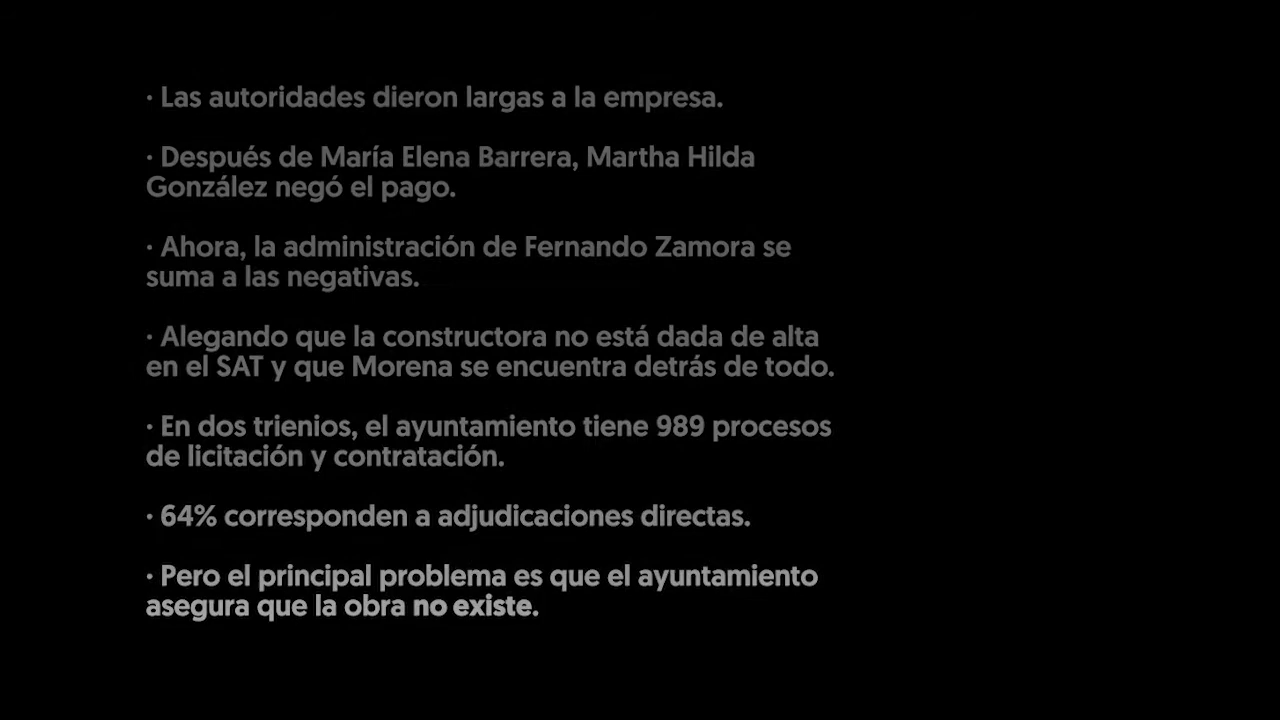 · Las autoridades dieron largas a la empresa.
· Después de María Elena Barrera, Martha Hilda
González negó el pago.
· Ahora, la administración de Fernando Zamora se
suma a las negativas.
· Alegando que la constructora no está dada de alta
en el SAT y que Morena se encuentra detrás de todo.
· En dos trienios, el ayuntamiento tiene 989 procesos
de licitación y contratación.
· 64% corresponden a adjudicaciones directas.
· Pero el principal problema es que el ayuntamiento
asegura que la obra no existe.